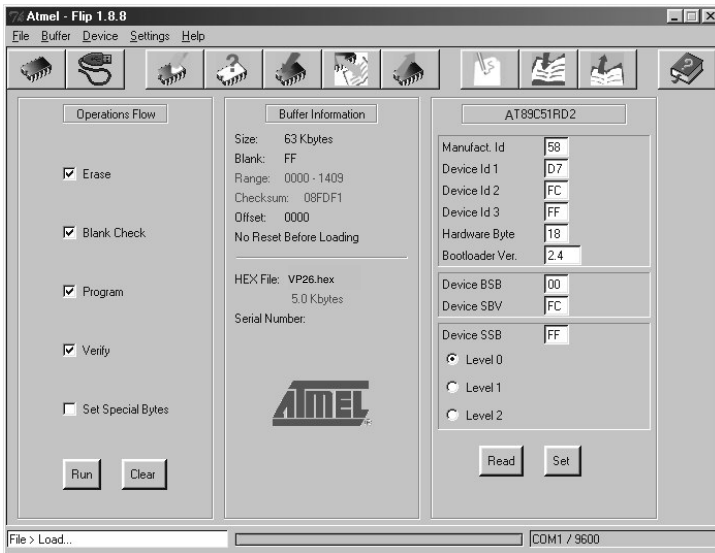 Atmel - Flip 1.8.8
File Buffer Device Settings Help
Operations Flow
Erase
Blank Check
Program
Verify
Set Special Bytes
Run Clear
Buffer Information
Size: 63 Kbytes
Blank: FF
Range: 0000 - 1409
Checksum: 08FDF1
Offset: 0000
No Reset Before Loading
HEX File: VP26.hex
5.0 Kbytes
Serial Number:
ATMEL
AT89C51RD2
Manufact. Id 58
Device Id 1 D7
Device Id 2 FC
Device Id 3 FF
Hardware Byte 18
Bootloader Ver. 2.4
Device BSB 00
Device SBV FC
Device SSB FF
Level 0
Level 1
Level 2
Read Set
File > Load...
COM1 / 9600